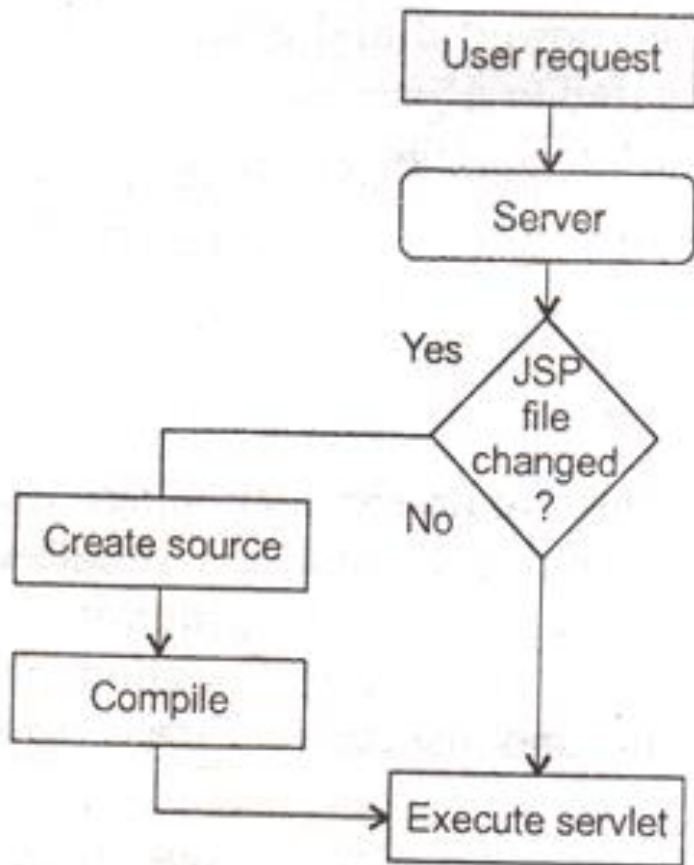 User request
Server
Yes
JSP
file
changed
?
No
Create source
Compile
Execute servlet